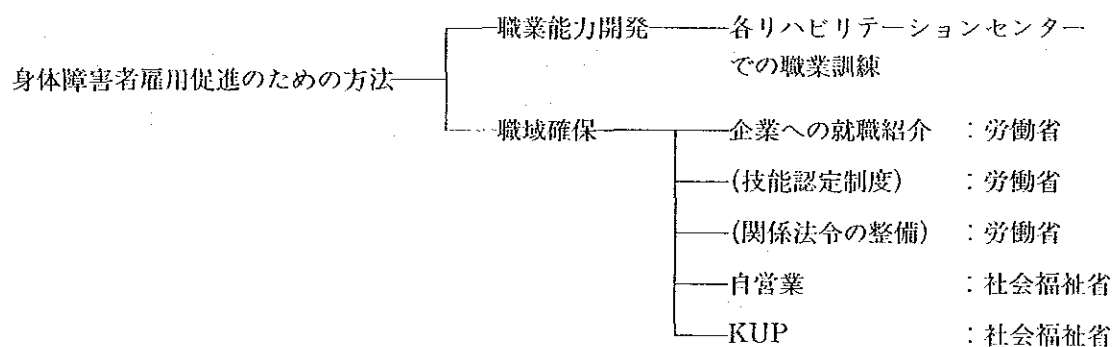 職業能力開発 各リハビリテーションセンター
身体障害者雇用促進のための方法 での職業訓練
職域確保 企業への就職紹介 : 労働省
(技能認定制度) : 労働省
(関係法令の整備) : 労働省
自営業 : 社会福祉省
KUP : 社会福祉省